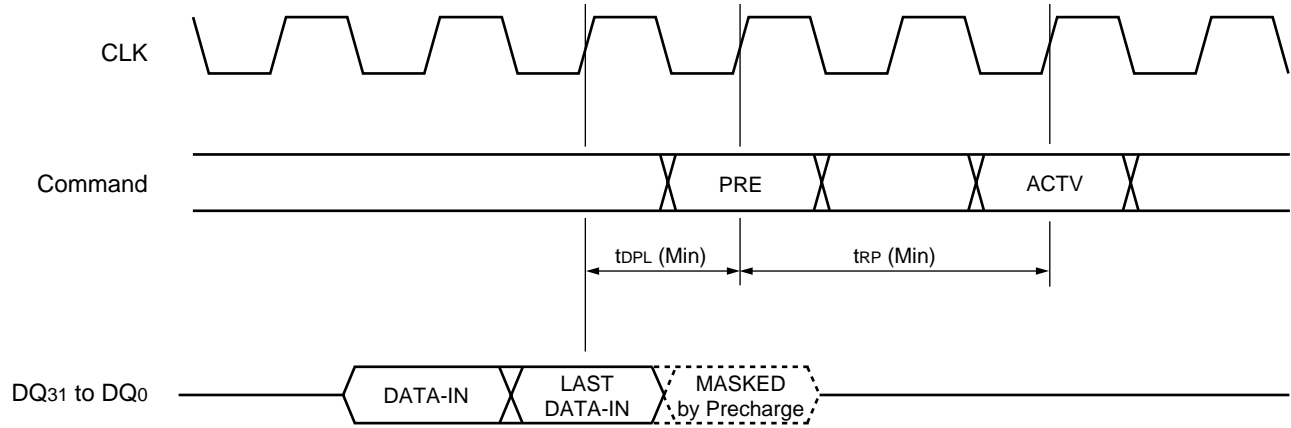 CLK
Command
PRE
ACTV
tDPL (Min)
tRP (Min)
DQ31 to DQ0
DATA-IN
LAST
DATA-IN
MASKED
by Precharge